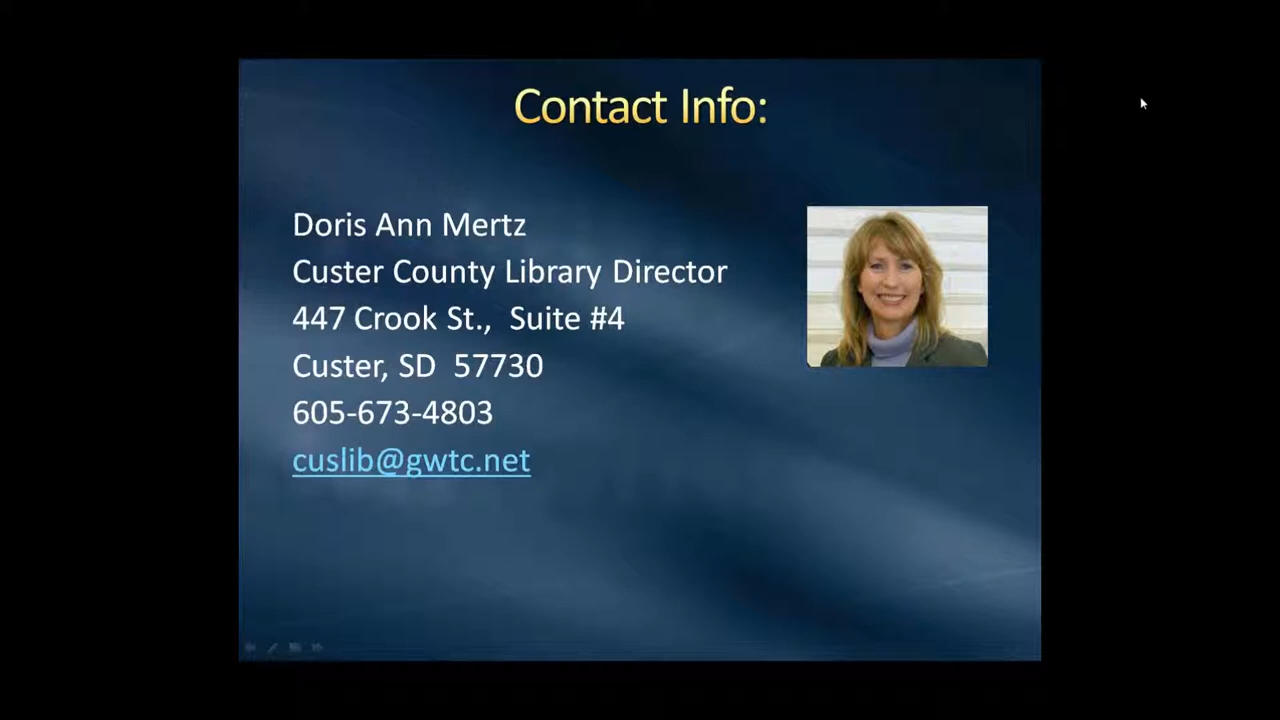 Contact Info:
Doris Ann Mertz
Custer County Library Director
447 Crook St.,  Suite #4
Custer, SD  57730
605-673-4803
cuslib@gwtc.net